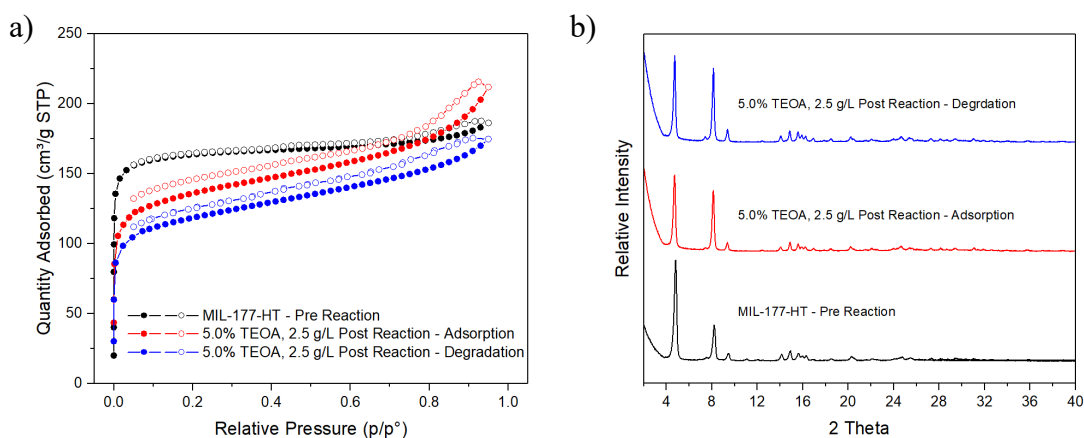 a)
250
200
150
100
50
0
Quantity Adsorbed (cm³/g STP)
MIL-177-HT - Pre Reaction
5.0% TEOA, 2.5 g/L Post Reaction - Adsorption
5.0% TEOA, 2.5 g/L Post Reaction - Degradation
0.0 0.2 0.4 0.6 0.8 1.0
Relative Pressure (p/p°)
b)
Relative Intensity
5.0% TEOA, 2.5 g/L Post Reaction - Degrdation
5.0% TEOA, 2.5 g/L Post Reaction - Adsorption
MIL-177-HT - Pre Reaction
4 8 12 16 20 24 28 32 36 40
2 Theta